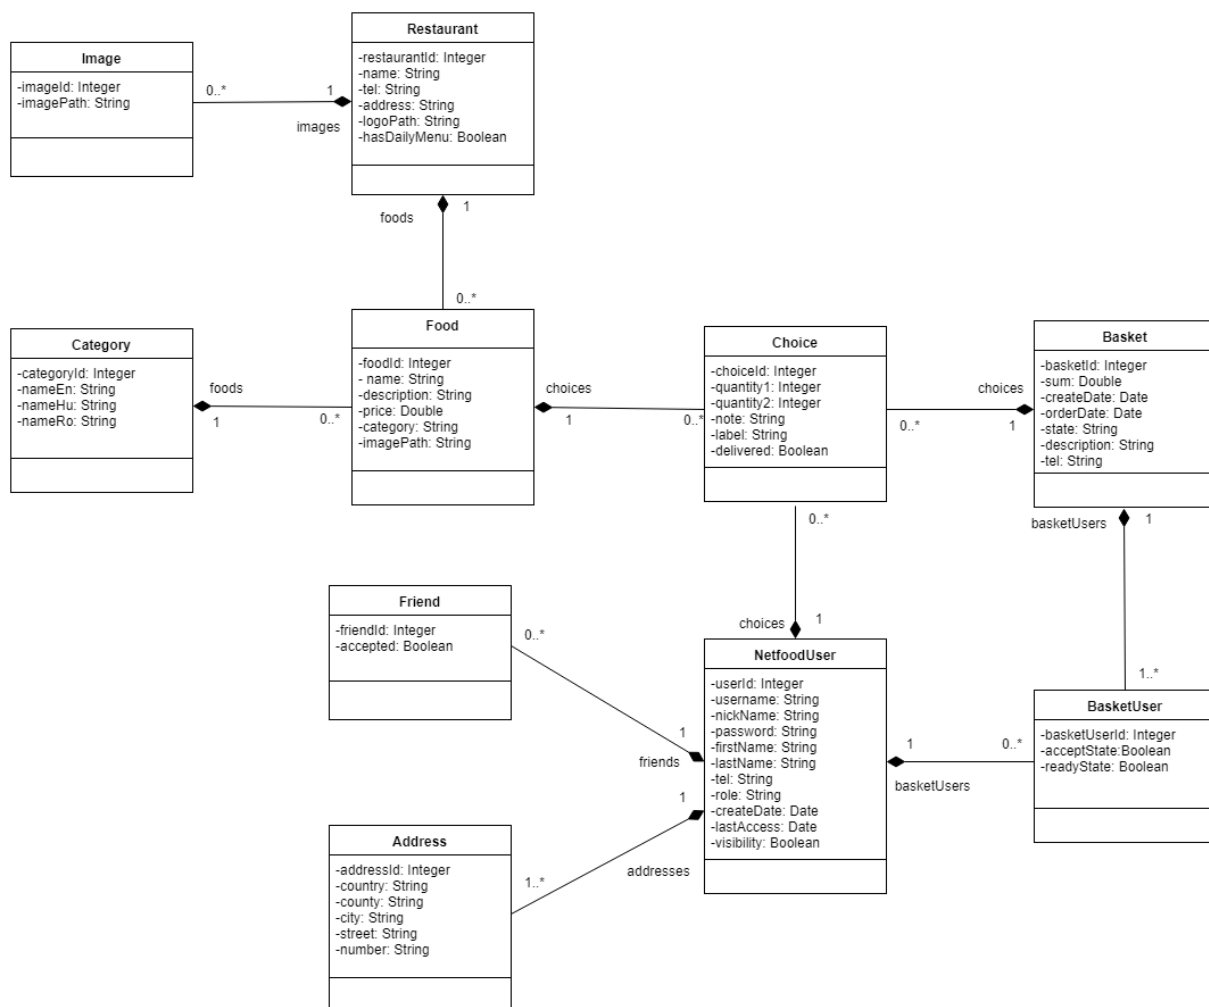 Restaurant
-restaurantId: Integer
-name: String
-tel: String
-address: String
-logoPath: String
-hasDailyMenu: Boolean
Image
-imageId: Integer
-imagePath: String
0..*
1
images
foods
1
0..*
Category
-categoryId: Integer
-nameEn: String
-nameHu: String
-nameRo: String
foods
1
0..*
Food
-foodId: Integer
- name: String
-description: String
-price: Double
-category: String
-imagePath: String
choices
1
0..*
Choice
-choiceId: Integer
-quantity1: Integer
-quantity2: Integer
-note: String
-label: String
-delivered: Boolean
choices
0..*
1
Basket
-basketId: Integer
-sum: Double
-createDate: Date
-orderDate: Date
-state: String
-description: String
-tel: String
0..*
basketUsers
1
Friend
-friendId: Integer
-accepted: Boolean
0..*
choices
1
NetfoodUser
-userId: Integer
-username: String
-nickName: String
-password: String
-firstName: String
-lastName: String
-tel: String
-role: String
-createDate: Date
-lastAccess: Date
-visibility: Boolean
1
friends
1
addresses
1..*
1
0..*
basketUsers
1..*
BasketUser
-basketUserId: Integer
-acceptState:Boolean
-readyState: Boolean
Address
-addressId: Integer
-country: String
-county: String
-city: String
-street: String
-number: String